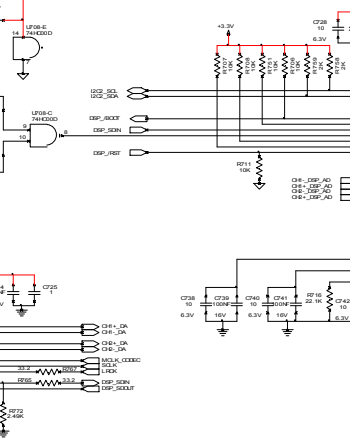 U708-E
74HC00D
14
+3.3V
C728
10
6.3V
R707
10K
R708
10K
R751
10K
R706
10K
R759
2K
R758
2K
I2C2_SCL
I2C2_SDA
DSP_/BOOT
U708-C
74HC00D
9
10
8
DSP_SDIN
DSP_/RST
R711
10K
CH1-_DSP_AD
CH1+_DSP_AD
CH2-_DSP_AD
CH2+_DSP_AD
C725
1
C738
10
6.3V
C739
100NF
16V
C740
10
6.3V
C741
100NF
16V
R716
22.1K
C742
10
6.3V
CH1+_DA
CH1-_DA
CH2+_DA
CH2-_DA
MCLK_CODEC
SCLK
33.2
R767
LRCK
R765
33.2
DSP_SDIN
DSP_SDOUT
R772
2.49K